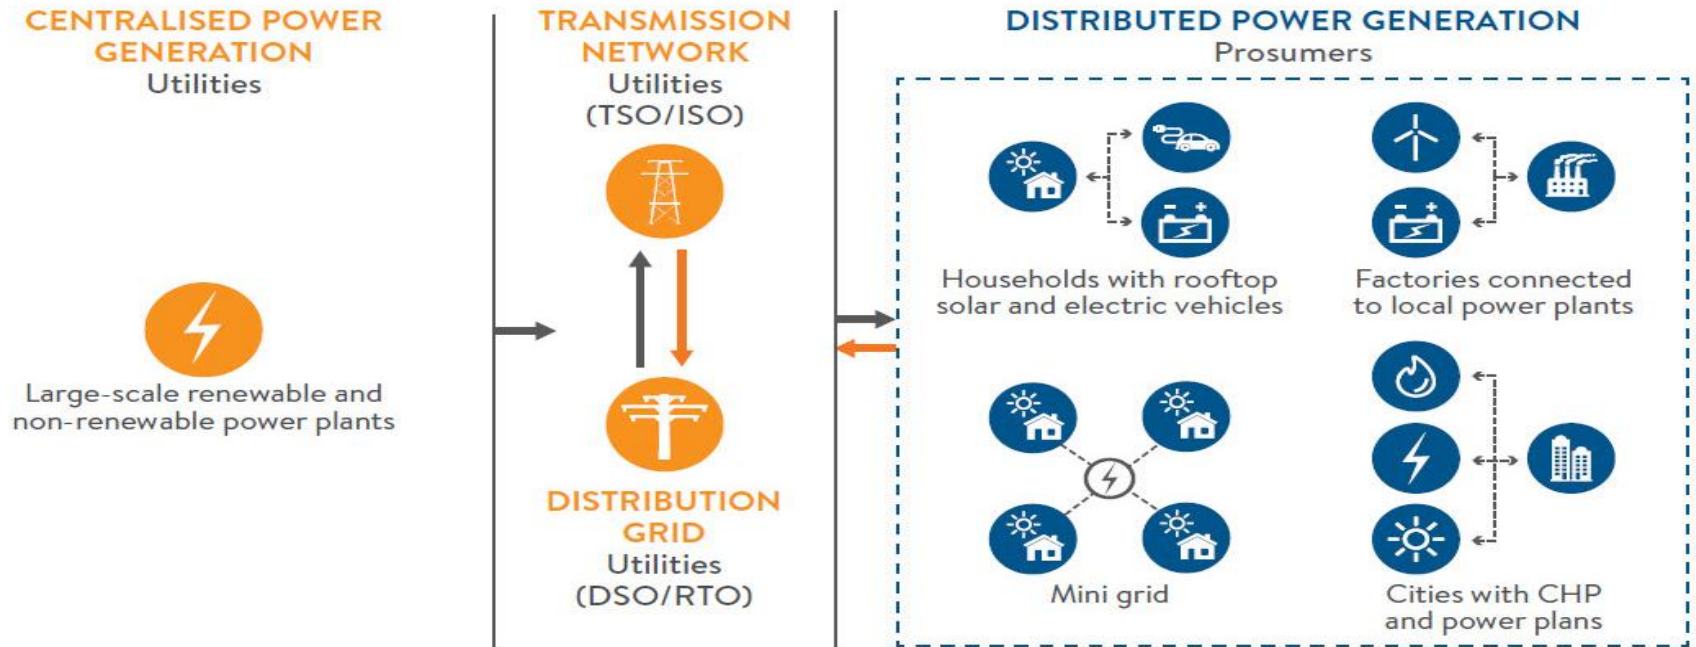 CENTRALISED POWER
GENERATION
Utilities
Large-scale renewable and
non-renewable power plants
TRANSMISSION
NETWORK
Utilities
(TSO/ISO)
DISTRIBUTION
GRID
Utilities
(DSO/RTO)
DISTRIBUTED POWER GENERATION
Prosumers
Households with rooftop
solar and electric vehicles
Factories connected
to local power plants
Mini grid
Cities with CHP
and power plans